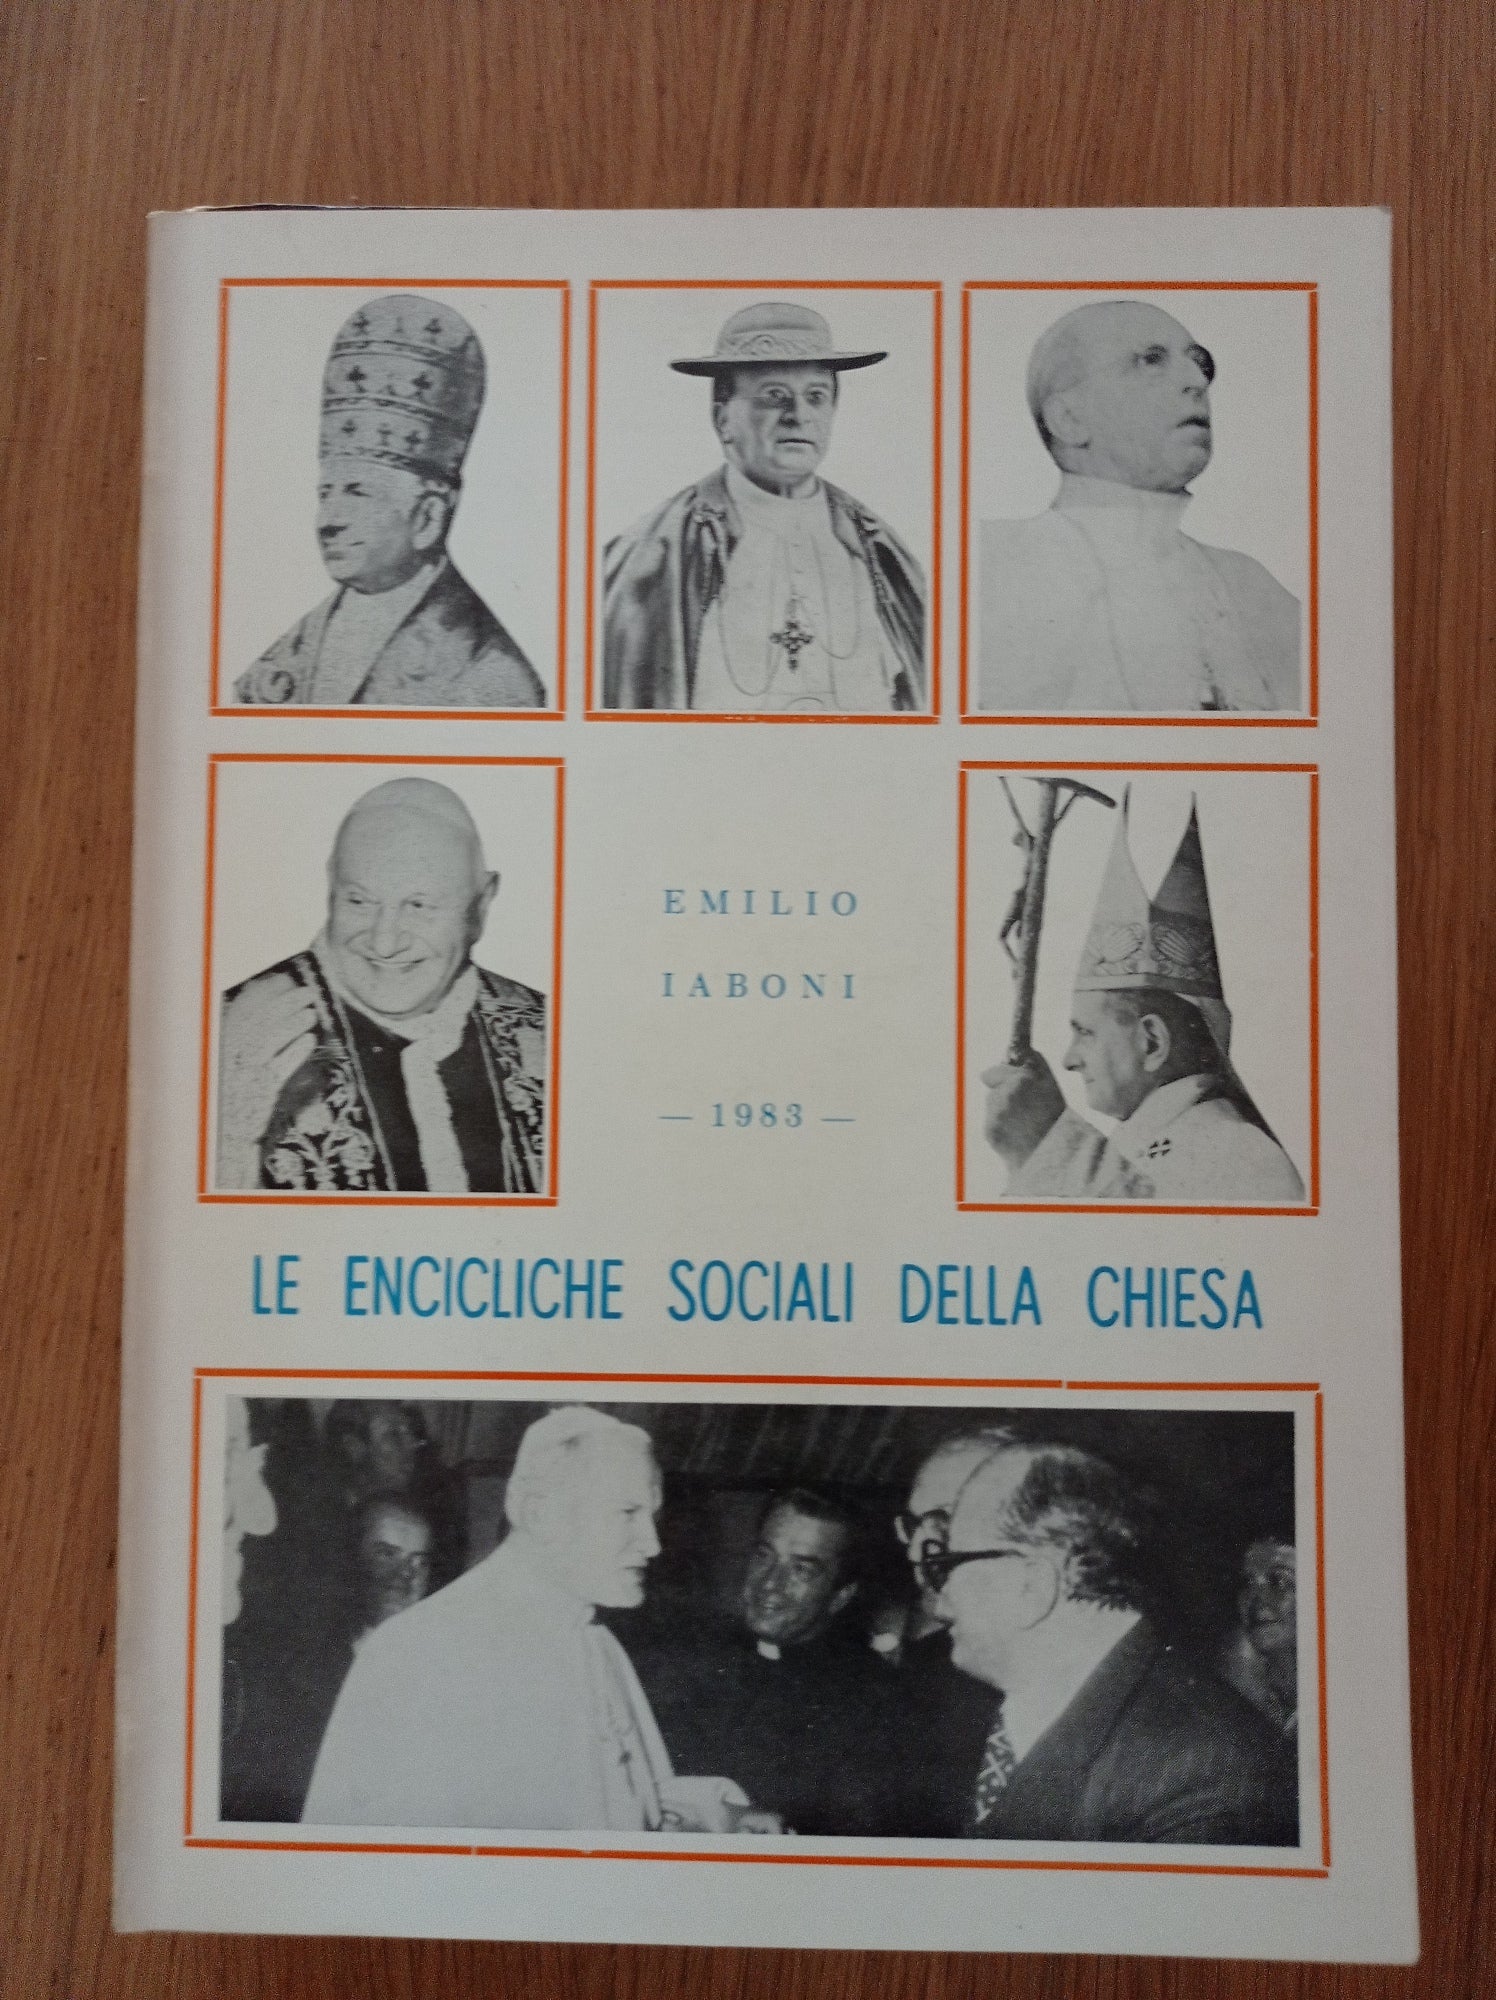 EMILIO
IABONI
— 1983 —
LE ENCICLICHE SOCIALI DELLA CHIESA